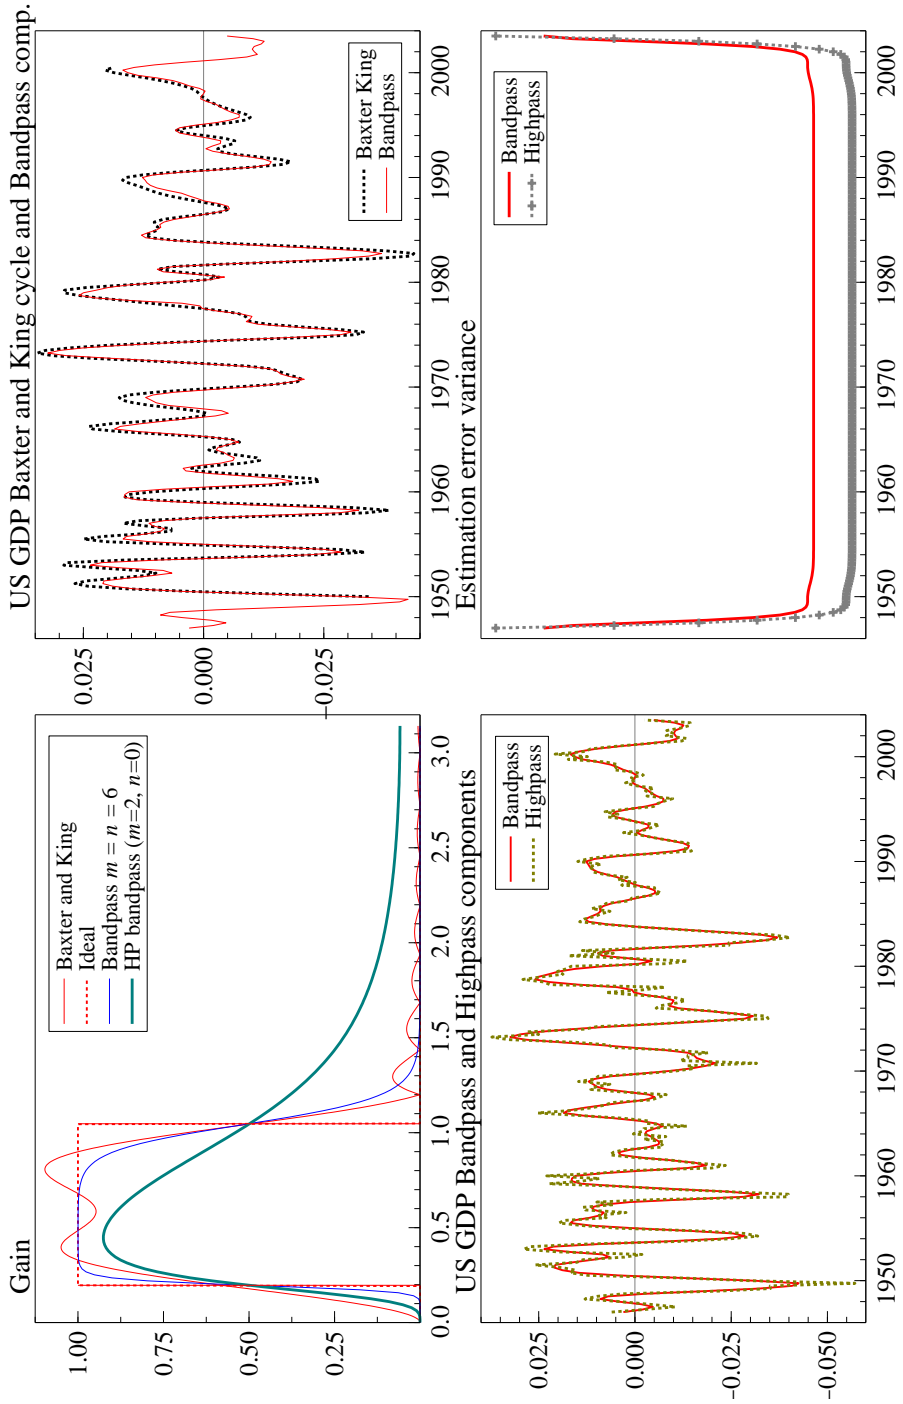 Gain
Baxter and King
Ideal
Bandpass m = n = 6
HP bandpass (m=2, n=0)
1.00
0.75
0.50
0.25
0.0 0.5 1.0 1.5 2.0 2.5 3.0
US GDP Baxter and King cycle and Bandpass comp.
0.025
0.000
−0.025
Baxter King
Bandpass
1950 1960 1970 1980 1990 2000
US GDP Bandpass and Highpass components
0.025
0.000
−0.025
−0.050
Bandpass
Highpass
1950 1960 1970 1980 1990 2000
Estimation error variance
Bandpass
Highpass
1950 1960 1970 1980 1990 2000